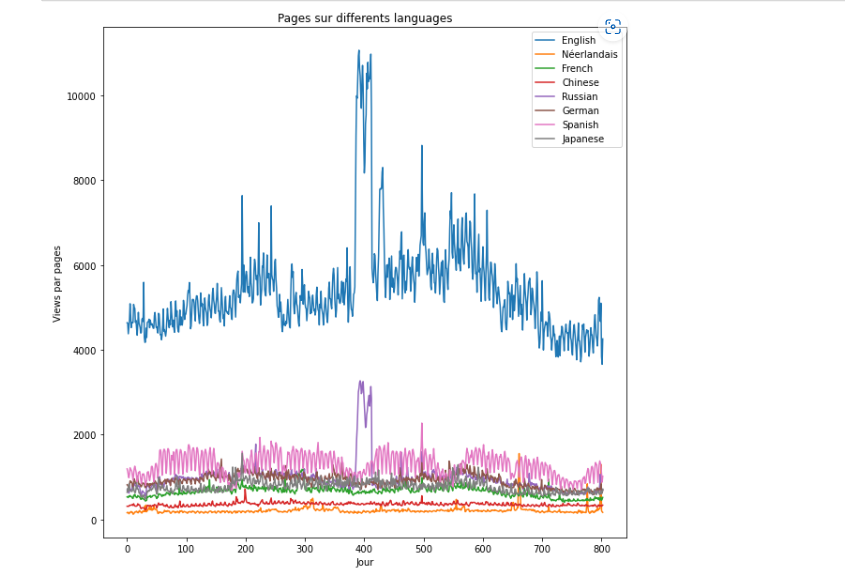 Pages sur differents languages
English
Néerlandais
French
Chinese
Russian
German
Spanish
Japanese
Views par pages
10000
8000
6000
4000
2000
0
0 100 200 300 400 500 600 700 800
Jour